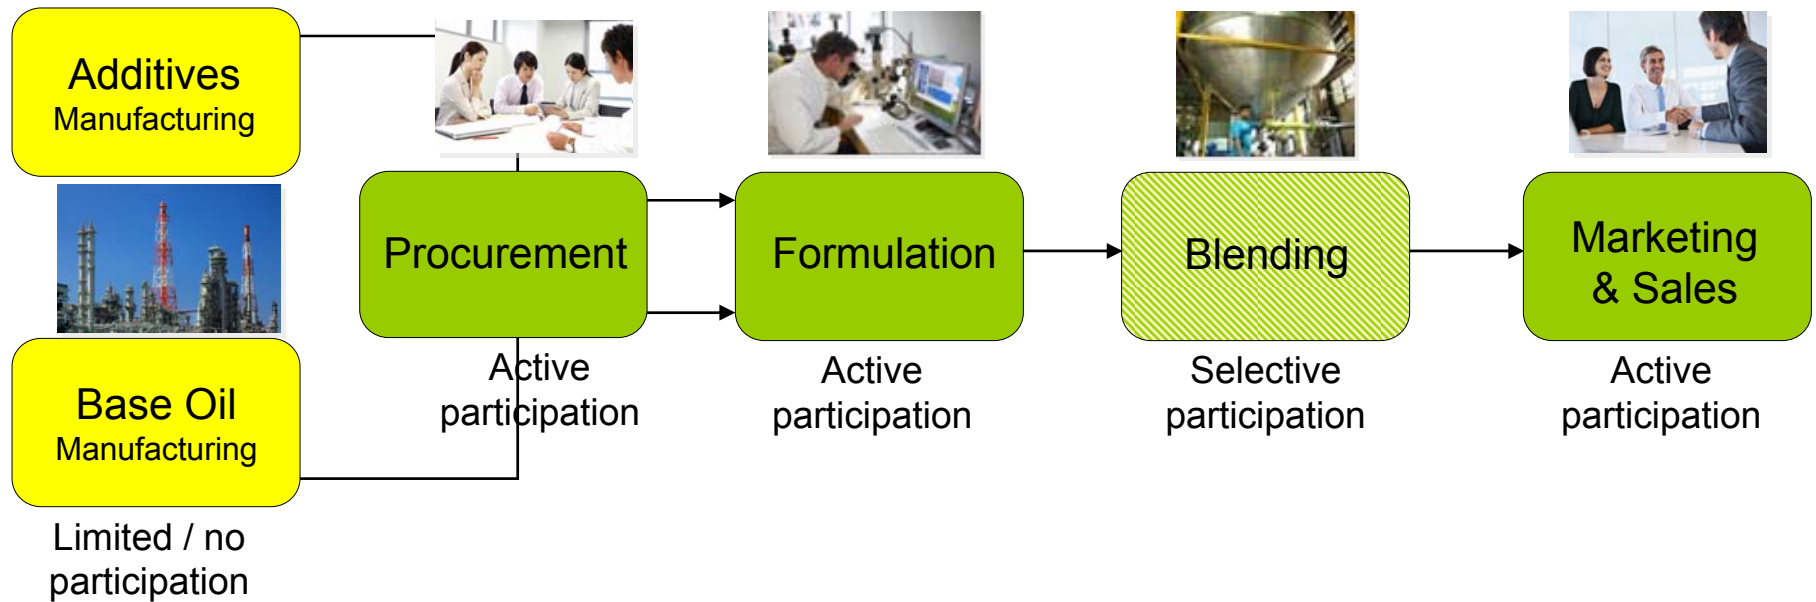 Additives
Manufacturing
Base Oil
Manufacturing
Limited / no
participation
Procurement
Active
participation
Formulation
Active
participation
Blending
Selective
participation
Marketing
& Sales
Active
participation